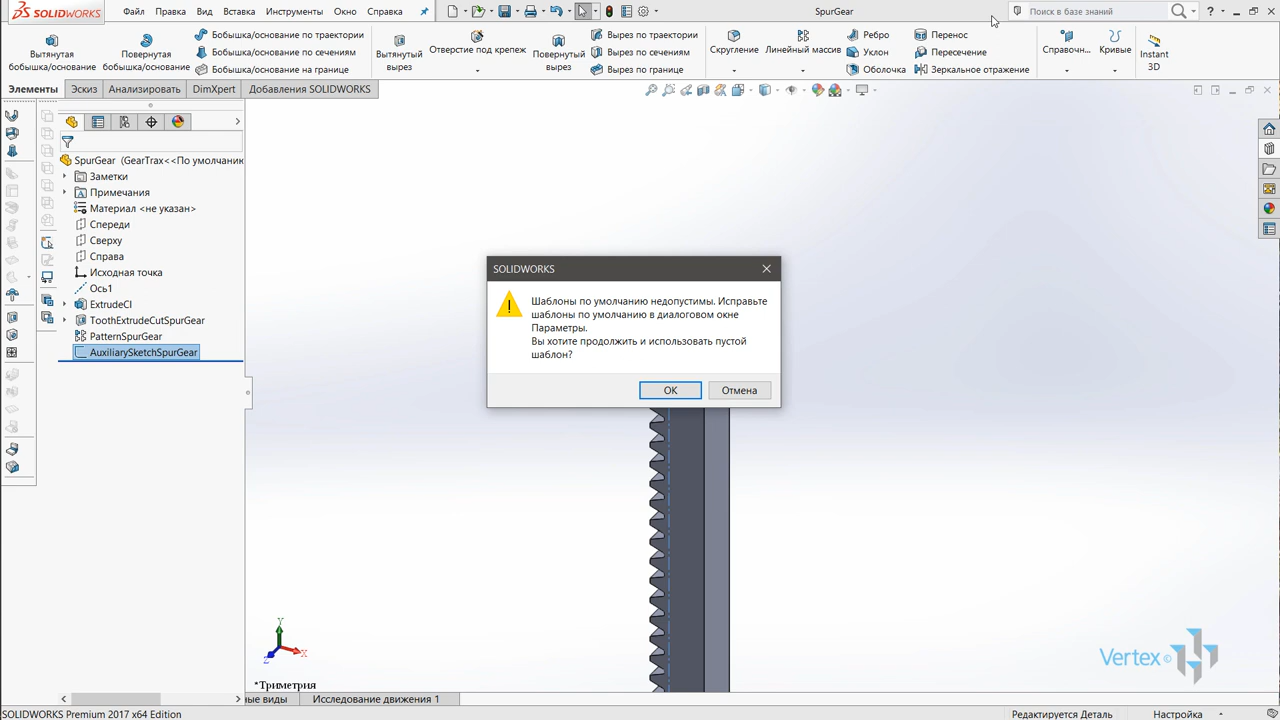 SOLIDWORKS
Файл Правка Вид Вставка Инструменты Окно Справка
SpurGear
Поиск в базе знаний
?
Вытянутая бобышка/основание
Повернутая бобышка/основание
Бобышка/основание по траектории
Бобышка/основание по сечениям
Бобышка/основание на границе
Вытянутый вырез
Отверстие под крепеж
Повернутый вырез
Вырез по траектории
Вырез по сечениям
Вырез по границе
Скругление
Линейный массив
Ребро
Уклон
Оболочка
Перенос
Пересечение
Зеркальное отражение
Справочн...
Кривые
Instant 3D
Элементы Эскиз Анализировать DimXpert Добавления SOLIDWORKS
SpurGear (GearTrax<<По умолчанию
Заметки
Примечания
Материал <не указан>
Спереди
Сверху
Справа
Исходная точка
Ось1
ExtrudeCl
ToothExtrudeCutSpurGear
PatternSpurGear
AuxiliarySketchSpurGear
SOLIDWORKS
Шаблоны по умолчанию недопустимы. Исправьте
шаблоны по умолчанию в диалоговом окне
Параметры.
Вы хотите продолжить и использовать пустой
шаблон?
OK Отмена
Y
X
Z
*Триметрия
Vertex ©
ные виды Исследование движения 1
SOLIDWORKS Premium 2017 x64 Edition
Редактируется Деталь
Настройка